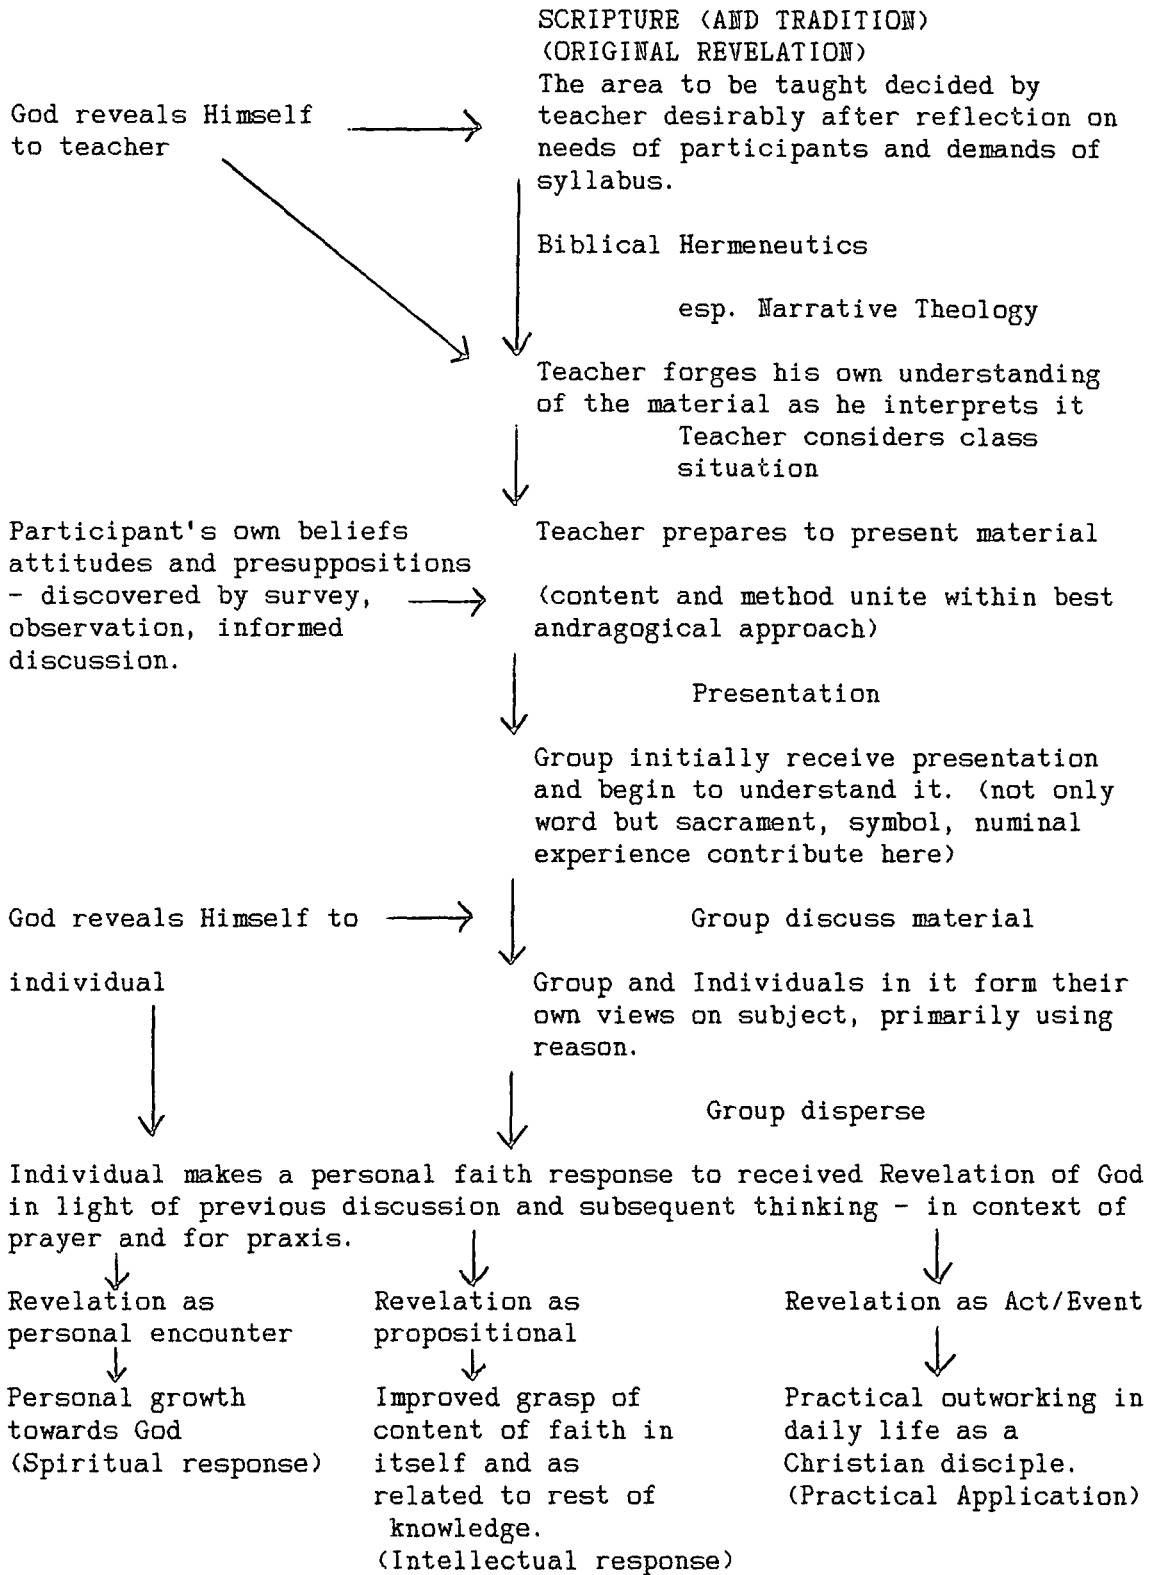 SCRIPTURE (AND TRADITION)
(ORIGINAL REVELATION)
The area to be taught decided by
teacher desirably after reflection on
needs of participants and demands of
syllabus.
God reveals Himself
to teacher
Biblical Hermeneutics
esp. Narrative Theology
Teacher forges his own understanding
of the material as he interprets it
Teacher considers class
situation
Participant's own beliefs
attitudes and presuppositions
- discovered by survey,
observation, informed
discussion.
Teacher prepares to present material
(content and method unite within best
andragogical approach)
Presentation
Group initially receive presentation
and begin to understand it. (not only
word but sacrament, symbol, numinal
experience contribute here)
God reveals Himself to
individual
Group discuss material
Group and Individuals in it form their
own views on subject, primarily using
reason.
Group disperse
Individual makes a personal faith response to received Revelation of God
in light of previous discussion and subsequent thinking - in context of
prayer and for praxis.
Revelation as
personal encounter
Personal growth
towards God
(Spiritual response)
Revelation as
propositional
Improved grasp of
content of faith in
itself and as
related to rest of
knowledge.
(Intellectual response)
Revelation as Act/Event
Practical outworking in
daily life as a
Christian disciple.
(Practical Application)